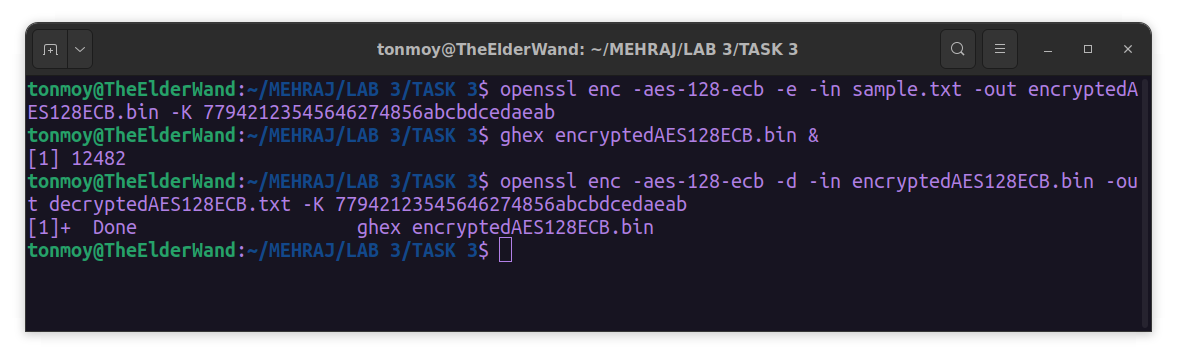 tonmoy@TheElderWand: ~/MEHRAJ/LAB 3/TASK 3
tonmoy@TheElderWand:~/MEHRAJ/LAB 3/TASK 3$ openssl enc -aes-128-ecb -e -in sample.txt -out encryptedA
ES128ECB.bin -K 77942123545646274856abcbdcedaeab
tonmoy@TheElderWand:~/MEHRAJ/LAB 3/TASK 3$ ghex encryptedAES128ECB.bin &
[1] 12482
tonmoy@TheElderWand:~/MEHRAJ/LAB 3/TASK 3$ openssl enc -aes-128-ecb -d -in encryptedAES128ECB.bin -ou
t decryptedAES128ECB.txt -K 77942123545646274856abcbdcedaeab
[1]+  Done                    ghex encryptedAES128ECB.bin
tonmoy@TheElderWand:~/MEHRAJ/LAB 3/TASK 3$